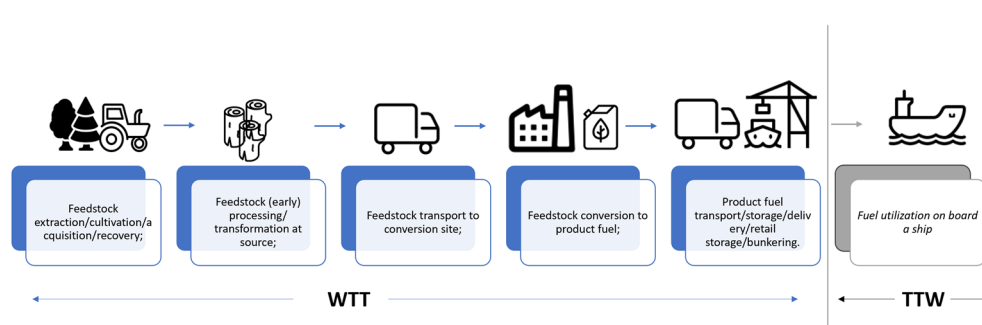 Feedstock
extraction/cultivation/a
cquisition/recovery;
Feedstock (early)
processing/
transformation at
source;
Feedstock transport to
conversion site;
Feedstock conversion to
product fuel;
Product fuel
transport/storage/deliv
ery/retail
storage/bunkering.
Fuel utilization on board
a ship
WTT
TTW